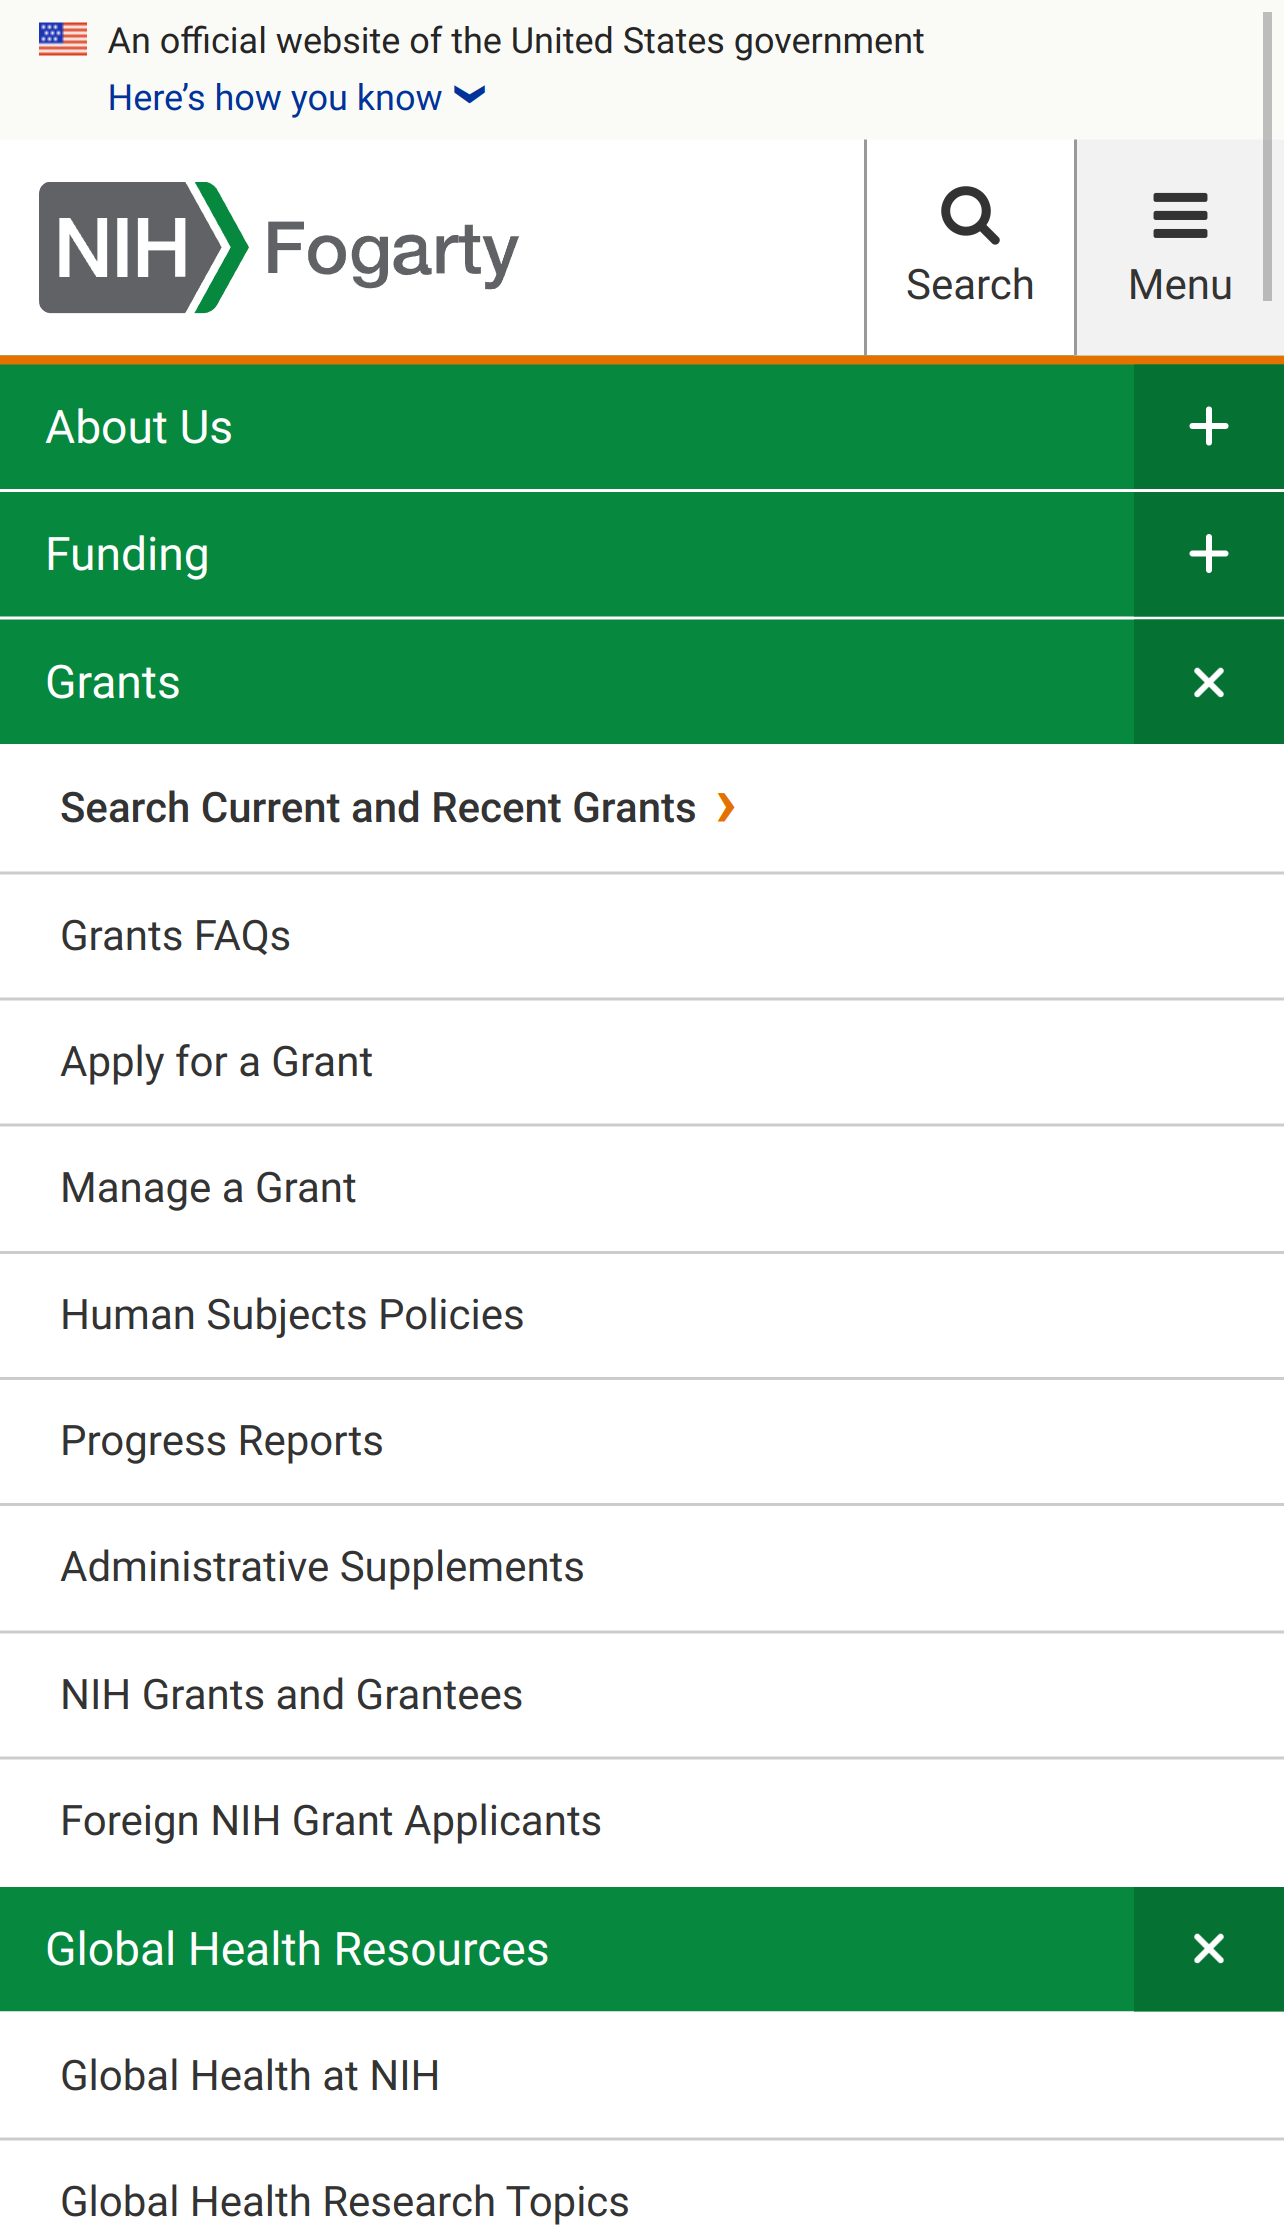 An official website of the United States government
Here’s how you know
NIH Fogarty
Search
Menu
About Us
Funding
Grants
Search Current and Recent Grants
Grants FAQs
Apply for a Grant
Manage a Grant
Human Subjects Policies
Progress Reports
Administrative Supplements
NIH Grants and Grantees
Foreign NIH Grant Applicants
Global Health Resources
Global Health at NIH
Global Health Research Topics